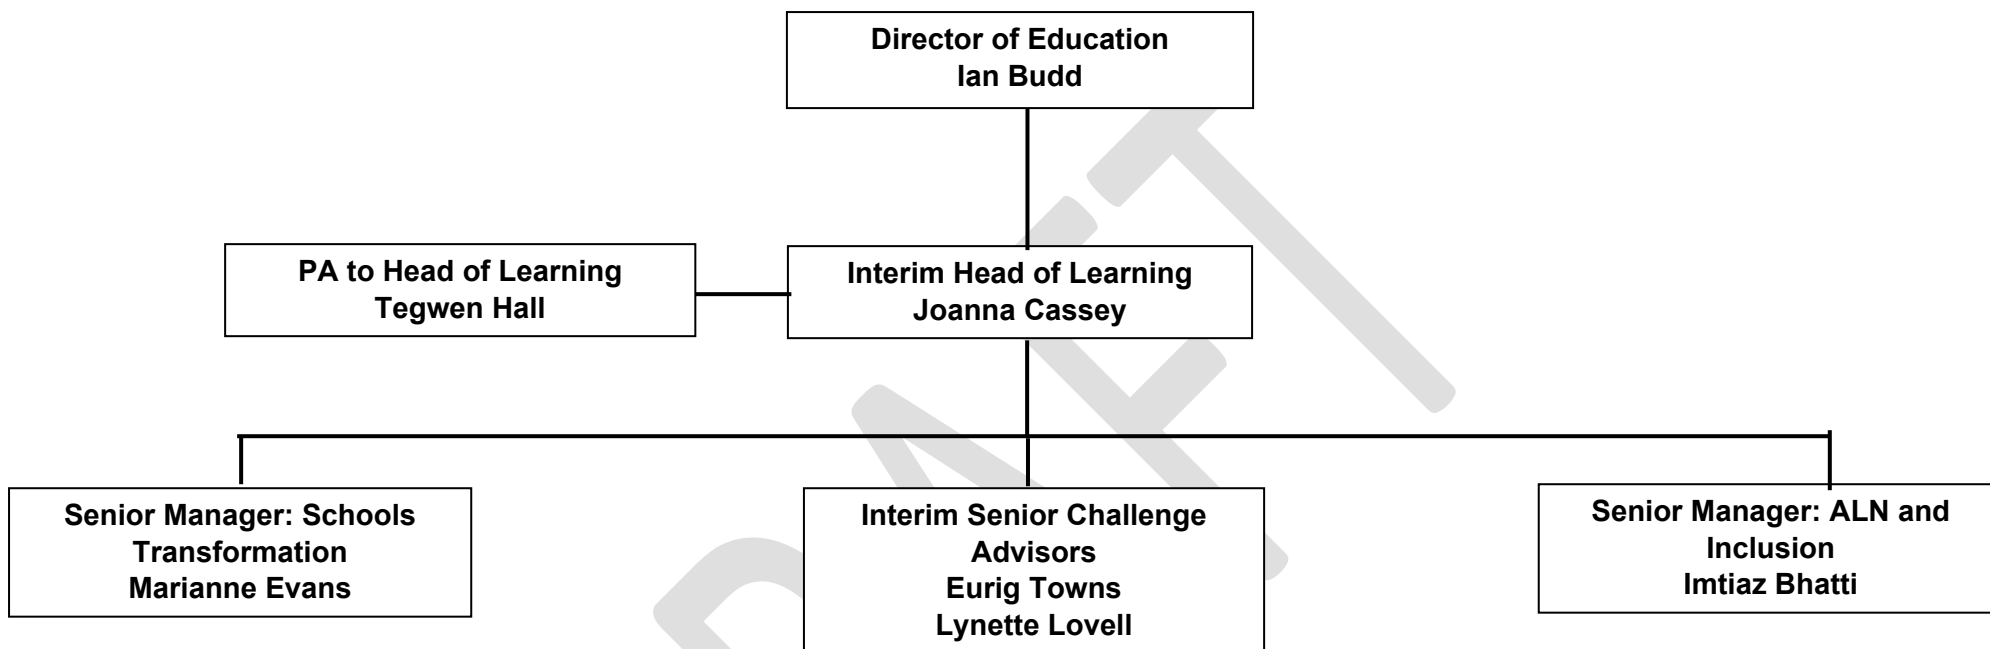 Director of Education
Ian Budd
PA to Head of Learning
Tegwen Hall
Interim Head of Learning
Joanna Cassey
Senior Manager: Schools
Transformation
Marianne Evans
Interim Senior Challenge
Advisors
Eurig Towns
Lynette Lovell
Senior Manager: ALN and
Inclusion
Imtiaz Bhatti
DRAFT